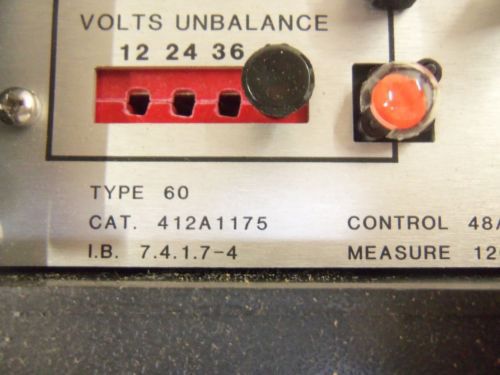 VOLTS UNBALANCE
12 24 36
TYPE 60
CAT. 412A1175
I.B. 7.4.1.7-4
CONTROL 48/
MEASURE 12